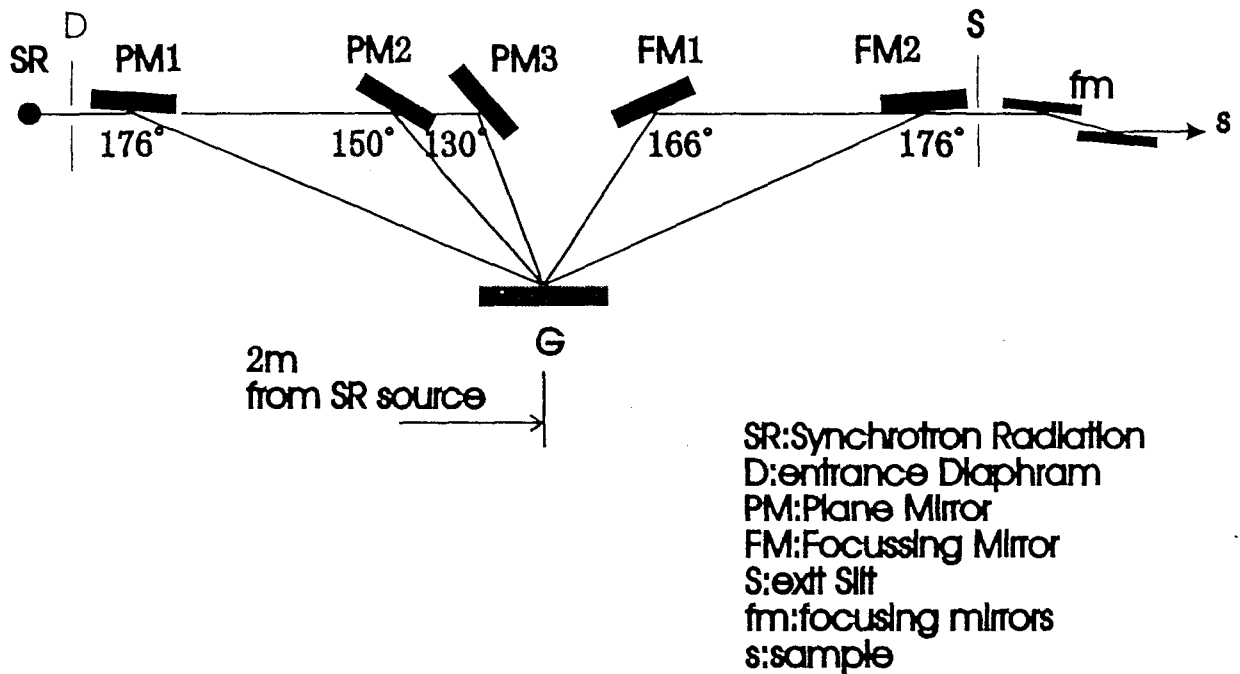 D
S
SR
PM1
PM2
PM3
FM1
FM2
fm
s
176°
150°
130°
166°
176°
G
2m
from SR source
SR:Synchrotron Radiation
D:entrance Diaphram
PM:Plane Mirror
FM:Focussing Mirror
S:exit Slit
fm:focusing mirrors
s:sample